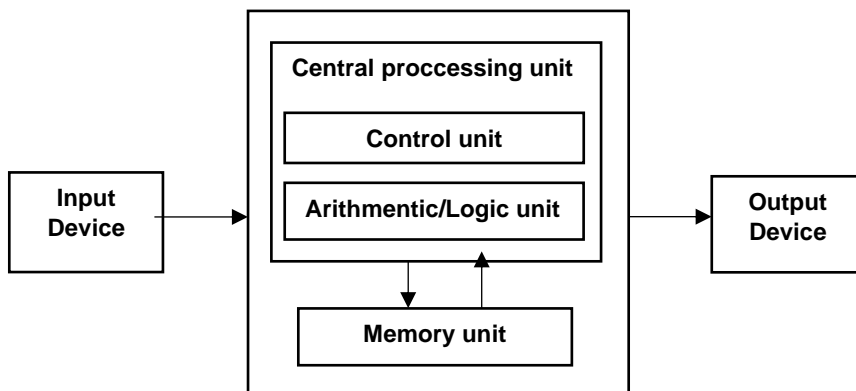 Central proccessing unit
Control unit
Input
Device
Arithmentic/Logic unit
Output
Device
Memory unit